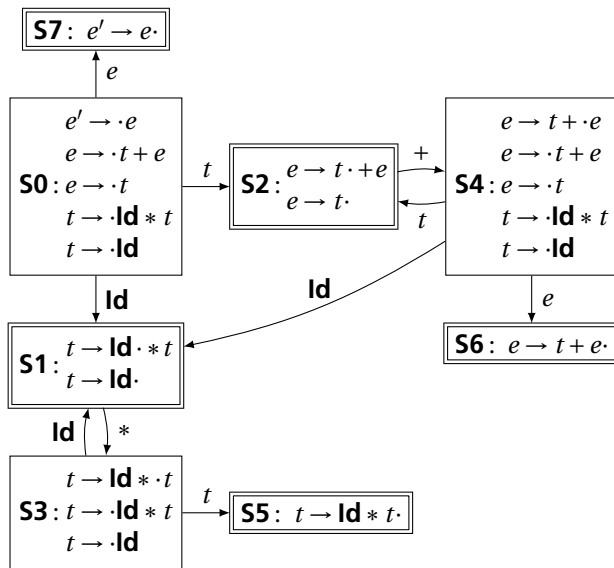 S7: e′ → e·
e
e′ → ·e
e → ·t + e
S0: e → ·t
t → ·Id ∗ t
t → ·Id
t
S2: e → t· + e
e → t·
+
t
e → t + ·e
e → ·t + e
S4: e → ·t
t → ·Id ∗ t
t → ·Id
Id
Id
e
S1: t → Id· ∗ t
t → Id·
S6: e → t + e·
Id
∗
t → Id ∗ ·t
S3: t → ·Id ∗ t
t → ·Id
t
S5: t → Id ∗ t·